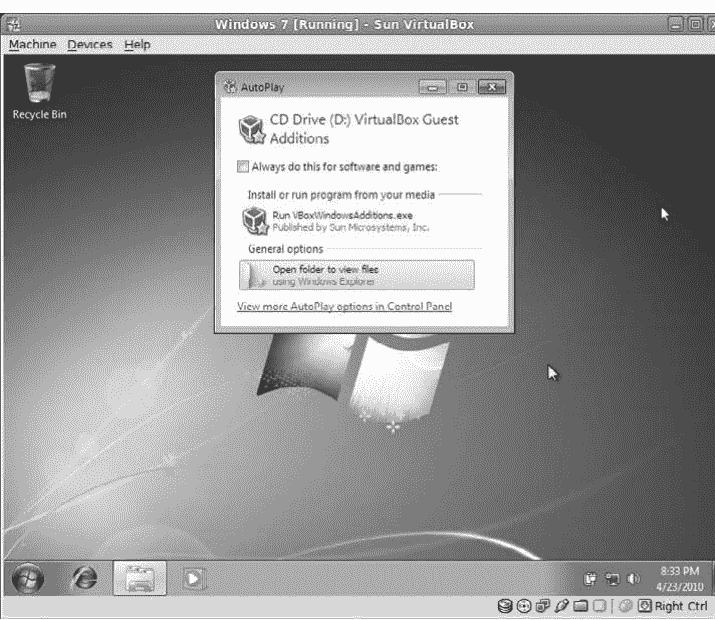 Windows 7 [Running] - Sun VirtualBox
Machine Devices Help
Recycle Bin
AutoPlay
CD Drive (D:) VirtualBox Guest
Additions
Always do this for software and games:
Install or run program from your media
Run VBoxWindowsAdditions.exe
Published by Sun Microsystems, Inc.
General options
Open folder to view files
using Windows Explorer
View more AutoPlay options in Control Panel
8:33 PM
4/23/2010
Right Ctrl